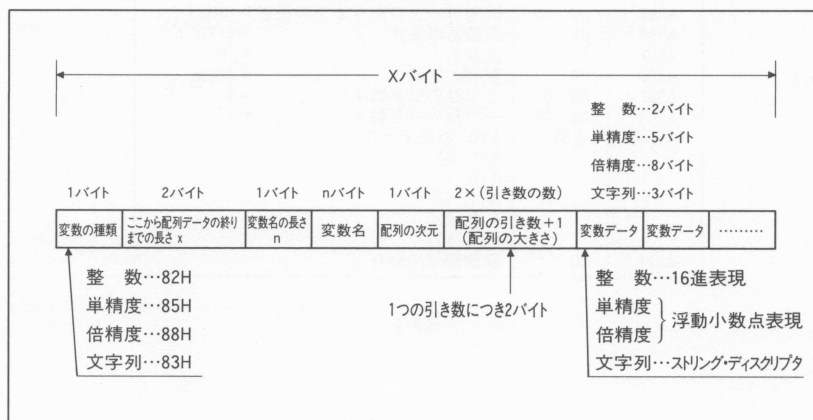 Xバイト
整　数…2バイト
単精度…5バイト
倍精度…8バイト
文字列…3バイト
1バイト 2バイト 1バイト nバイト 1バイト 2×(引き数の数)
変数の種類 ここから配列データの終りまでの長さ x 変数名の長さ n 変数名 配列の次元 配列の引き数+1 (配列の大きさ) 変数データ 変数データ ………
整　数…82H
単精度…85H
倍精度…88H
文字列…83H
1つの引き数につき2バイト
整　数…16進表現
単精度
倍精度
浮動小数点表現
文字列…ストリング・ディスクリプタ